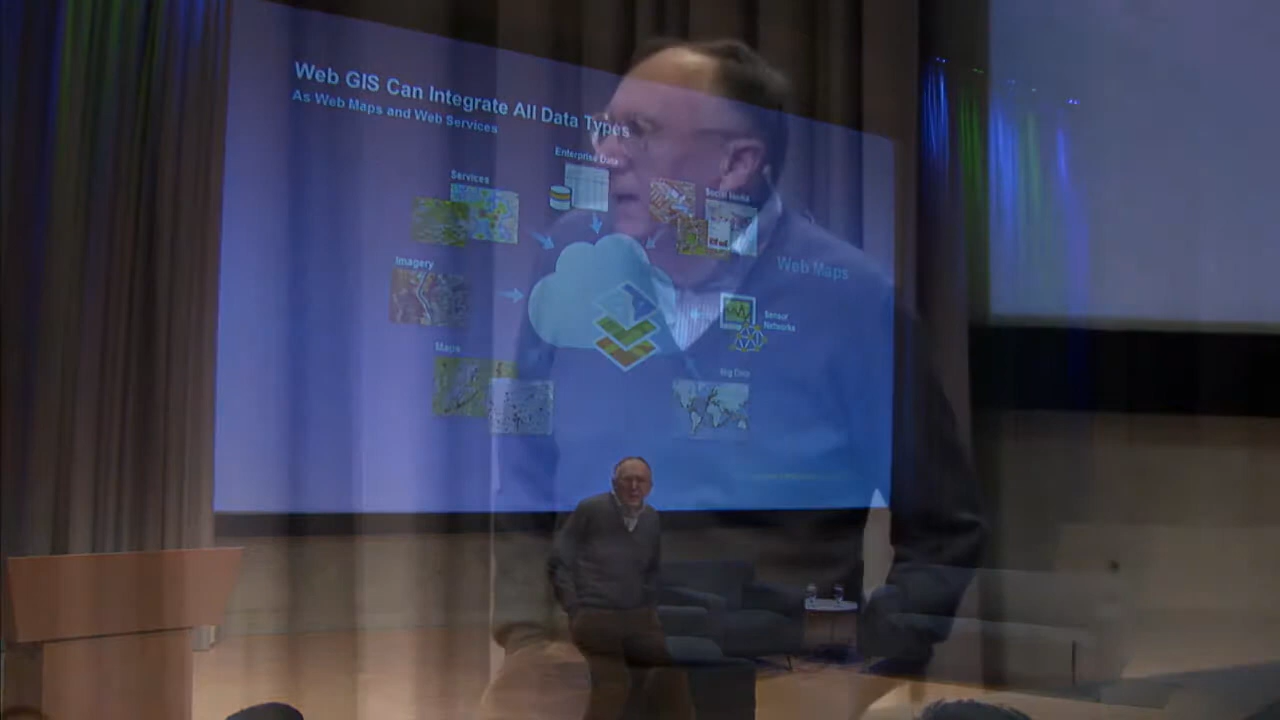 Web GIS Can Integrate All Data Types
As Web Maps and Web Services
Enterprise Data
Services
Social Media
Imagery
Web Maps
Sensor
Networks
Maps
Big Data